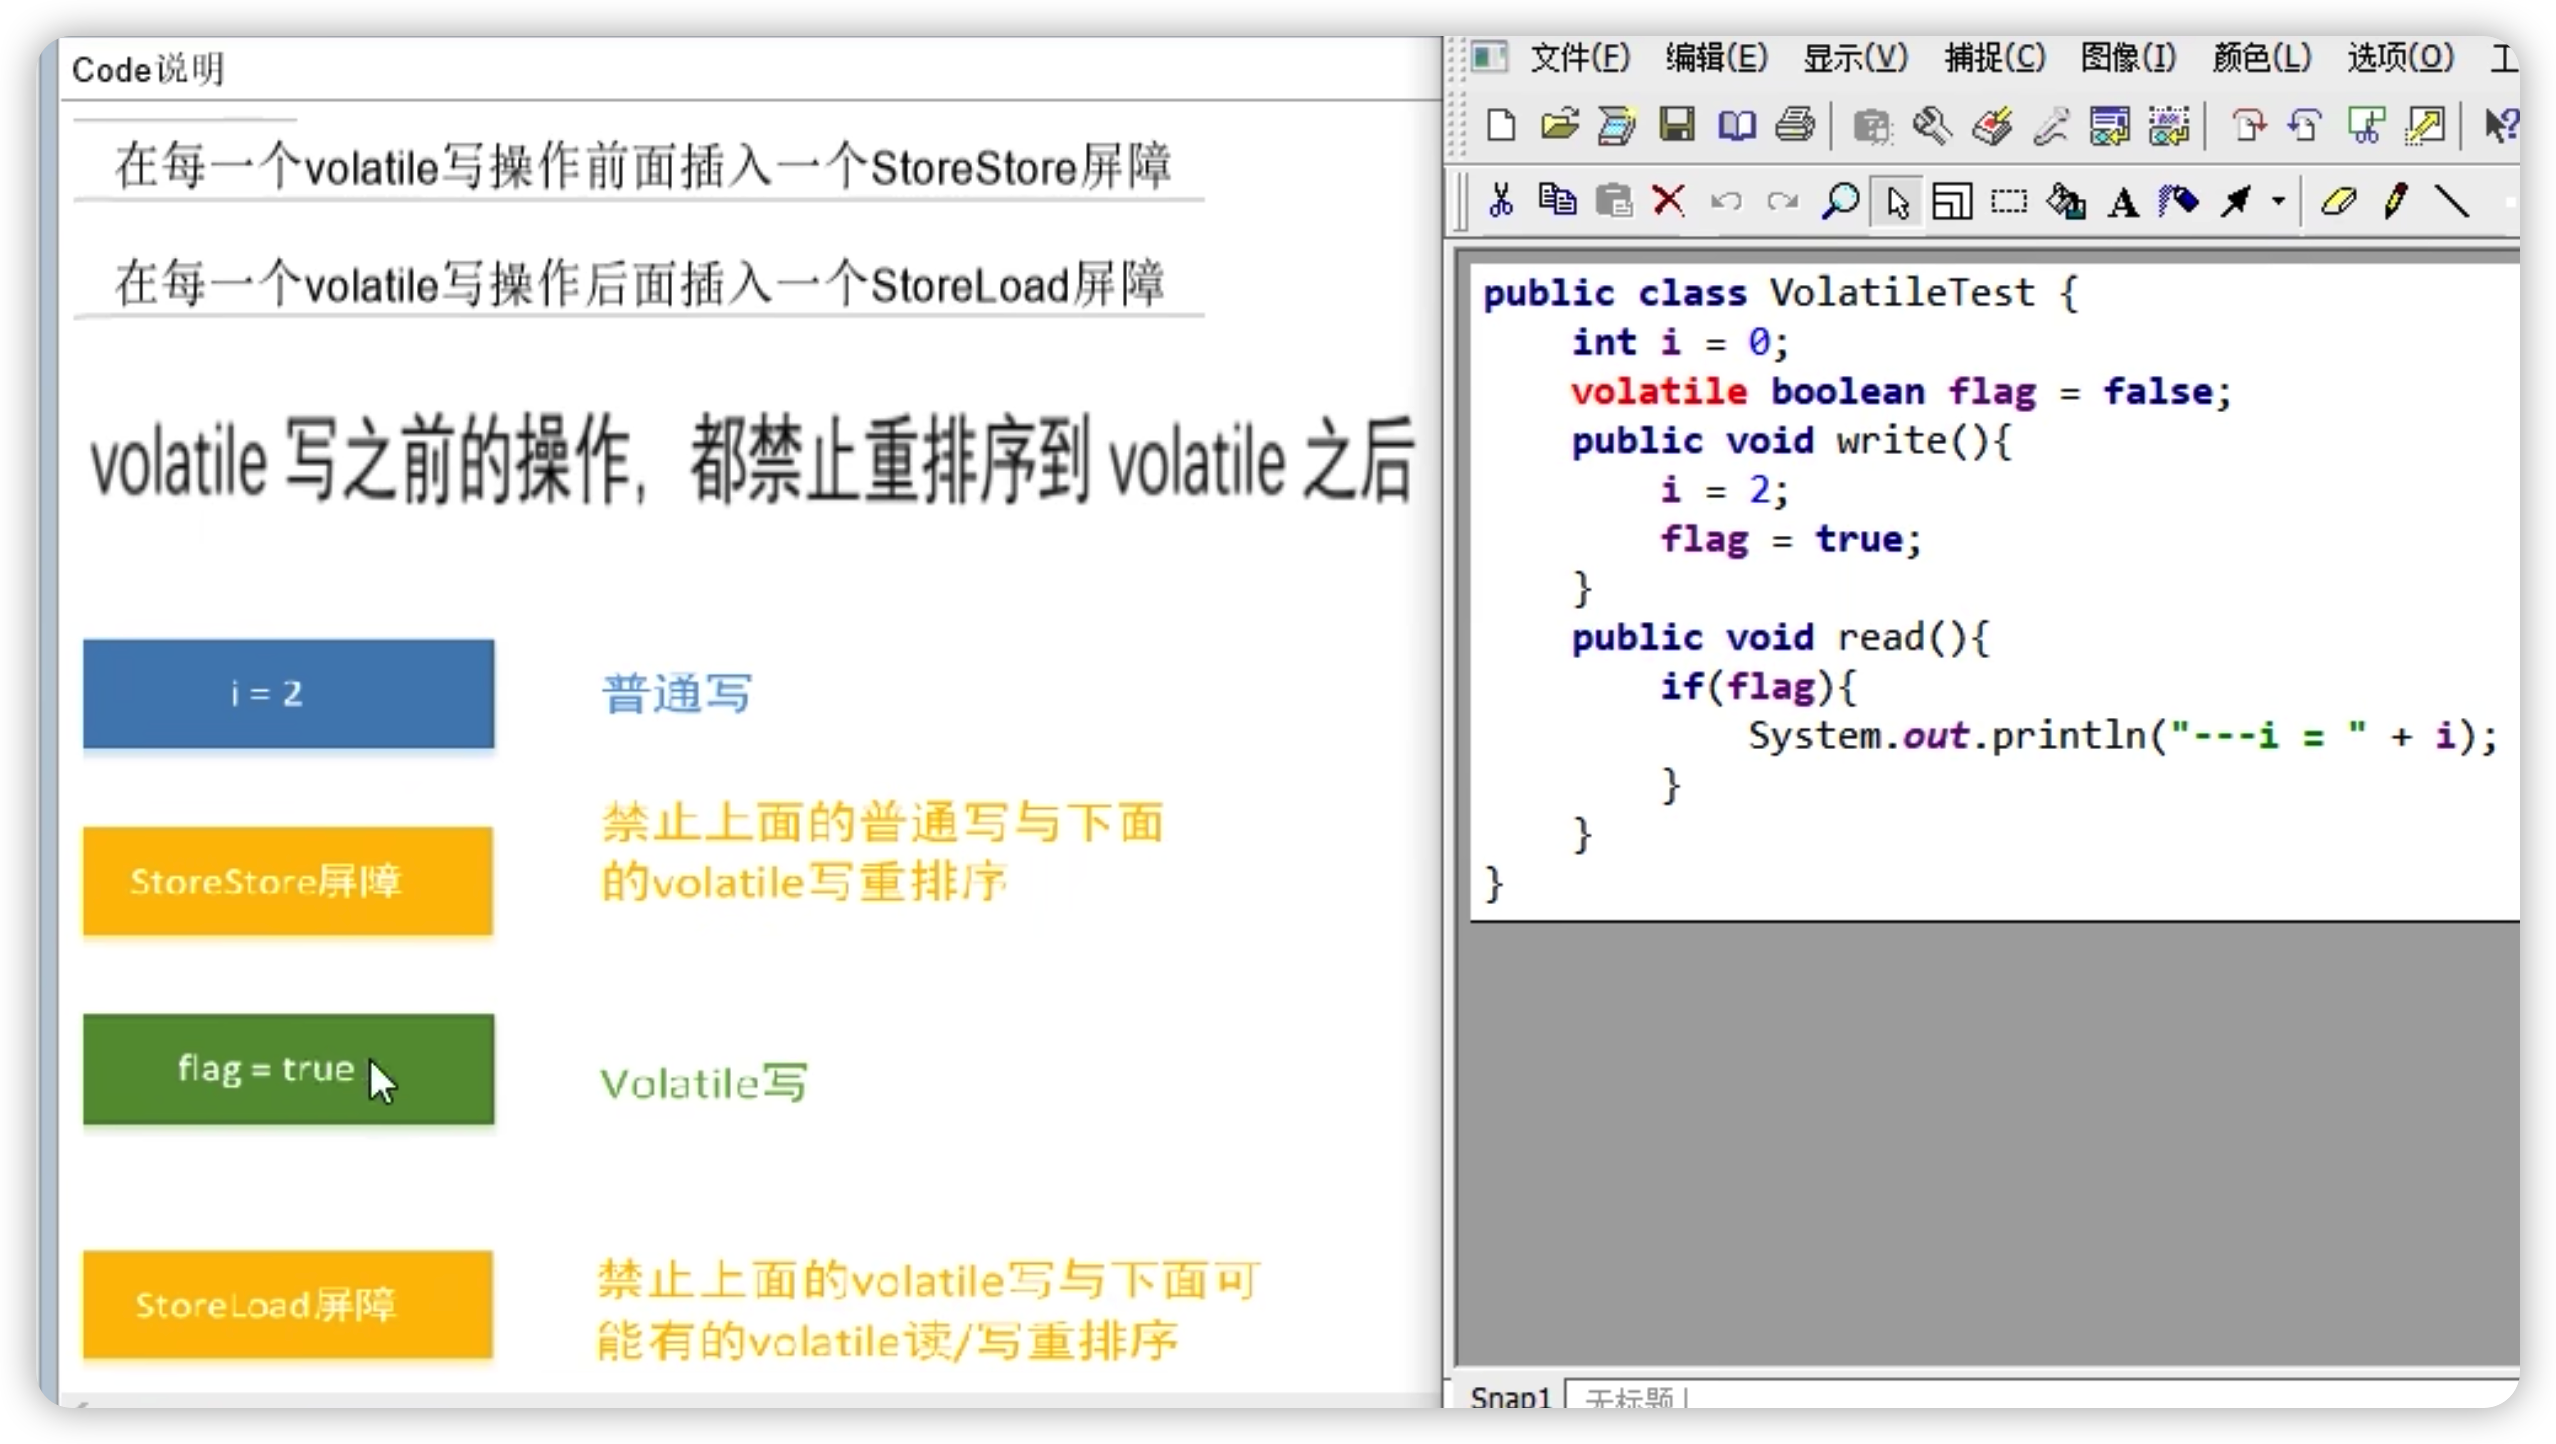 Code说明
在每一个volatile写操作前面插入一个StoreStore屏障
在每一个volatile写操作后面插入一个StoreLoad屏障
volatile 写之前的操作，都禁止重排序到 volatile 之后
i = 2
普通写
StoreStore屏障
禁止上面的普通写与下面
的volatile写重排序
flag = true
Volatile写
StoreLoad屏障
禁止上面的volatile写与下面可
能有的volatile读/写重排序
文件(F) 编辑(E) 显示(V) 捕捉(C) 图像(I) 颜色(L) 选项(O) 工
public class VolatileTest {
int i = 0;
volatile boolean flag = false;
public void write(){
i = 2;
flag = true;
}
public void read(){
if(flag){
System.out.println("---i = " + i);
}
}
}
Snap1 无标题